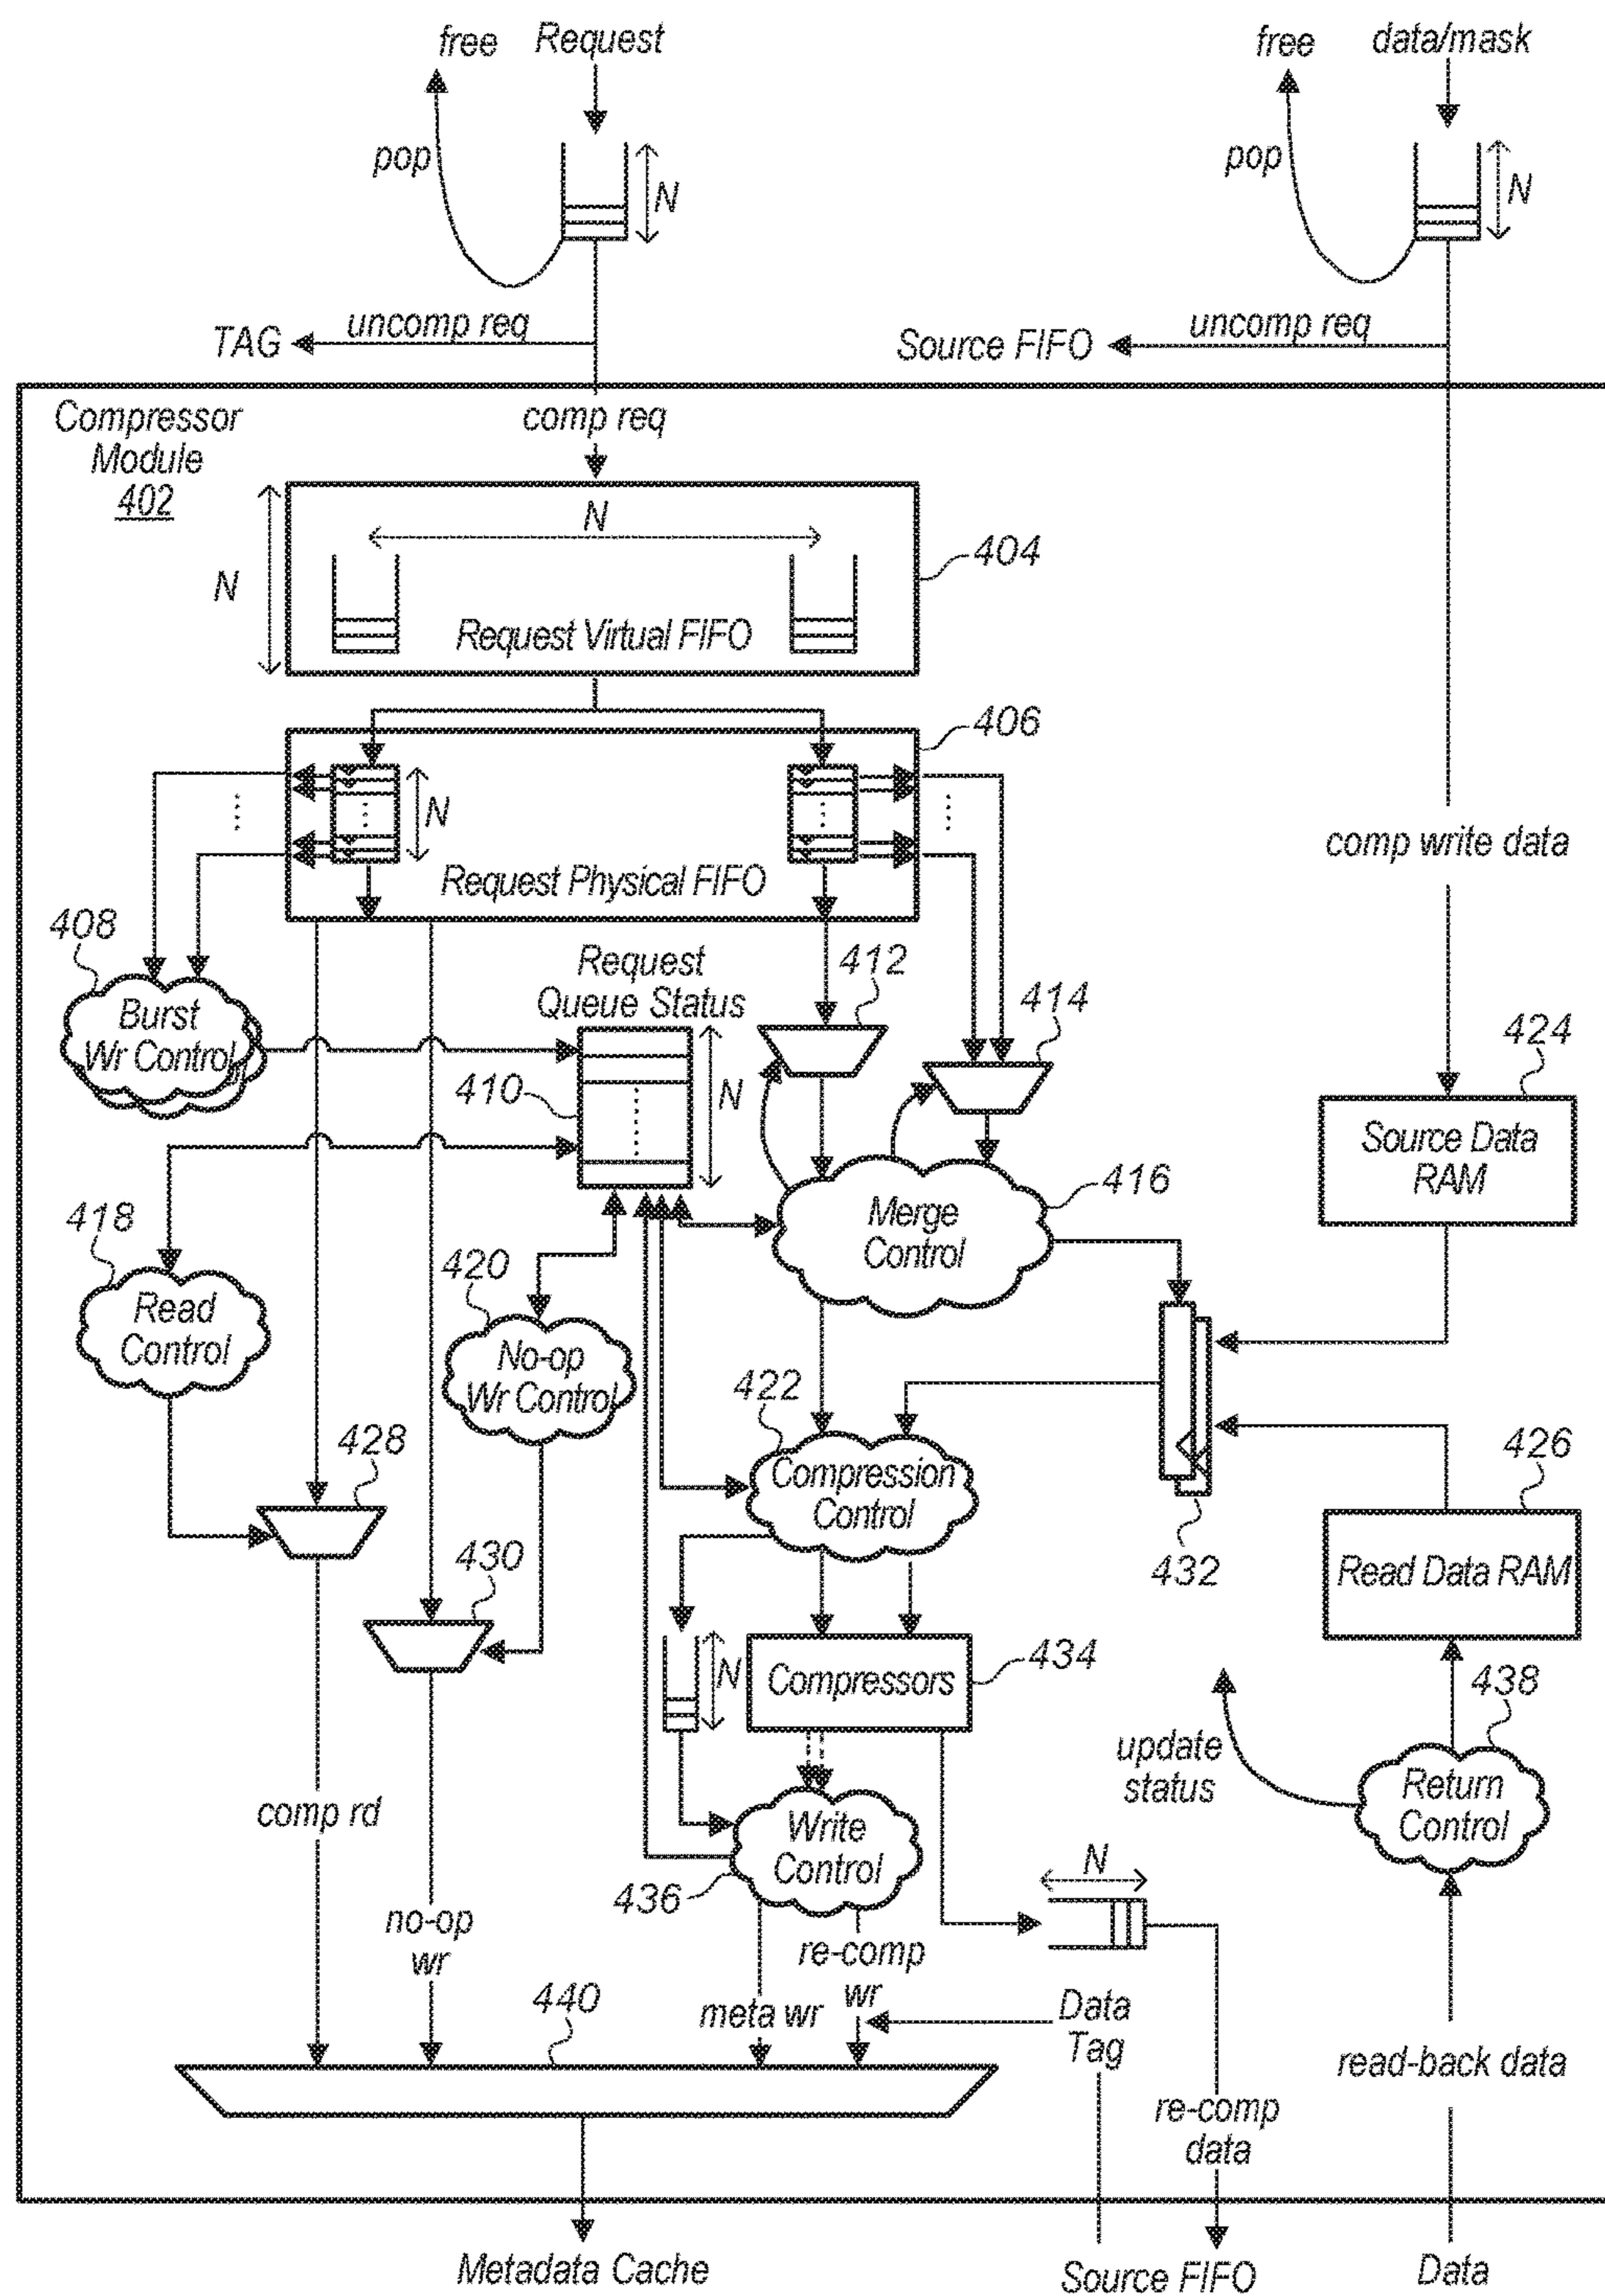 free
Request
free
data/mask
pop
N
pop
N
TAG
uncomp req
Source FIFO
uncomp req
Compressor
Module
402
comp req
N
N
404
Request Virtual FIFO
406
N
Request Physical FIFO
comp write data
408
Burst
Wr Control
Request
Queue Status
412
414
410
N
424
Source Data
RAM
416
Merge
Control
418
Read
Control
420
No-op
Wr Control
422
Compression
Control
428
430
432
426
Read Data RAM
N
Compressors
434
438
Return
Control
update
status
comp rd
Write
Control
436
N
no-op
wr
re-comp
wr
meta wr
440
Data
Tag
re-comp
data
read-back data
Metadata Cache
Source FIFO
Data